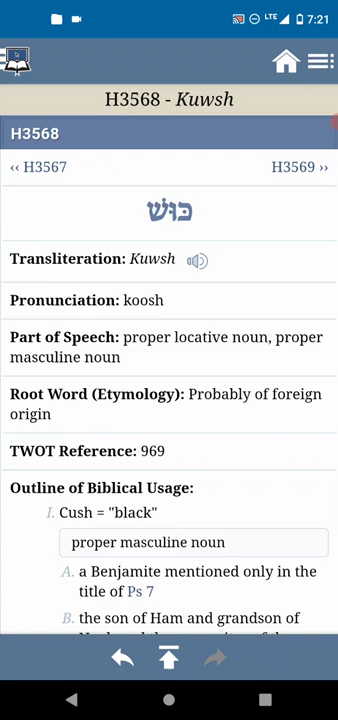 LTE 7:21
H3568 - Kuwsh
H3568
‹‹ H3567 H3569 ››
כּוּשׁ
Transliteration: Kuwsh
Pronunciation: koosh
Part of Speech: proper locative noun, proper
masculine noun
Root Word (Etymology): Probably of foreign
origin
TWOT Reference: 969
Outline of Biblical Usage:
I. Cush = "black"
proper masculine noun
A. a Benjamite mentioned only in the
title of Ps 7
B. the son of Ham and grandson of